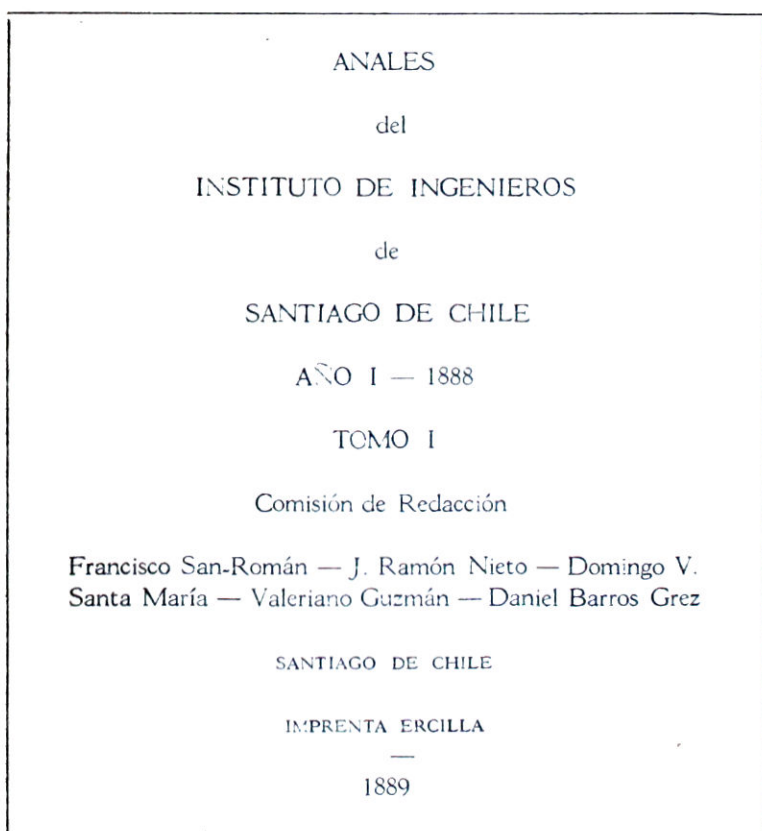 ANALES
del
INSTITUTO DE INGENIEROS
de
SANTIAGO DE CHILE
AÑO I — 1888
TOMO I
Comisión de Redacción
Francisco San-Román — J. Ramón Nieto — Domingo V.
Santa María — Valeriano Guzmán — Daniel Barros Grez
SANTIAGO DE CHILE
IMPRENTA ERCILLA
—
1889